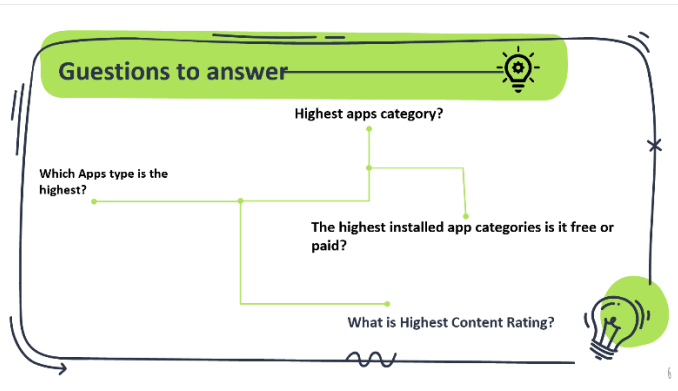 Guestions to answer
Highest apps category?
Which Apps type is the
highest?
The highest installed app categories is it free or
paid?
What is Highest Content Rating?
6